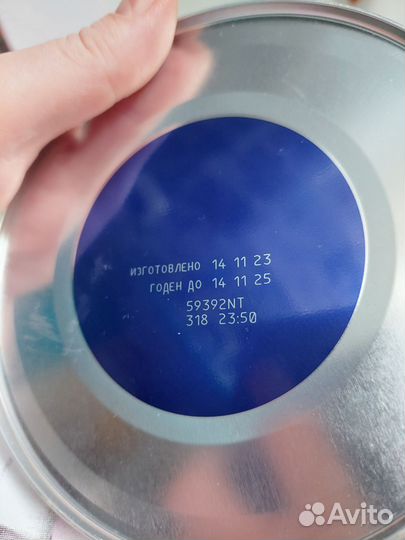 ИЗГОТОВЛЕНО 14 11 23
ГОДЕН ДО 14 11 25
59392NT
318 23:50
Avito